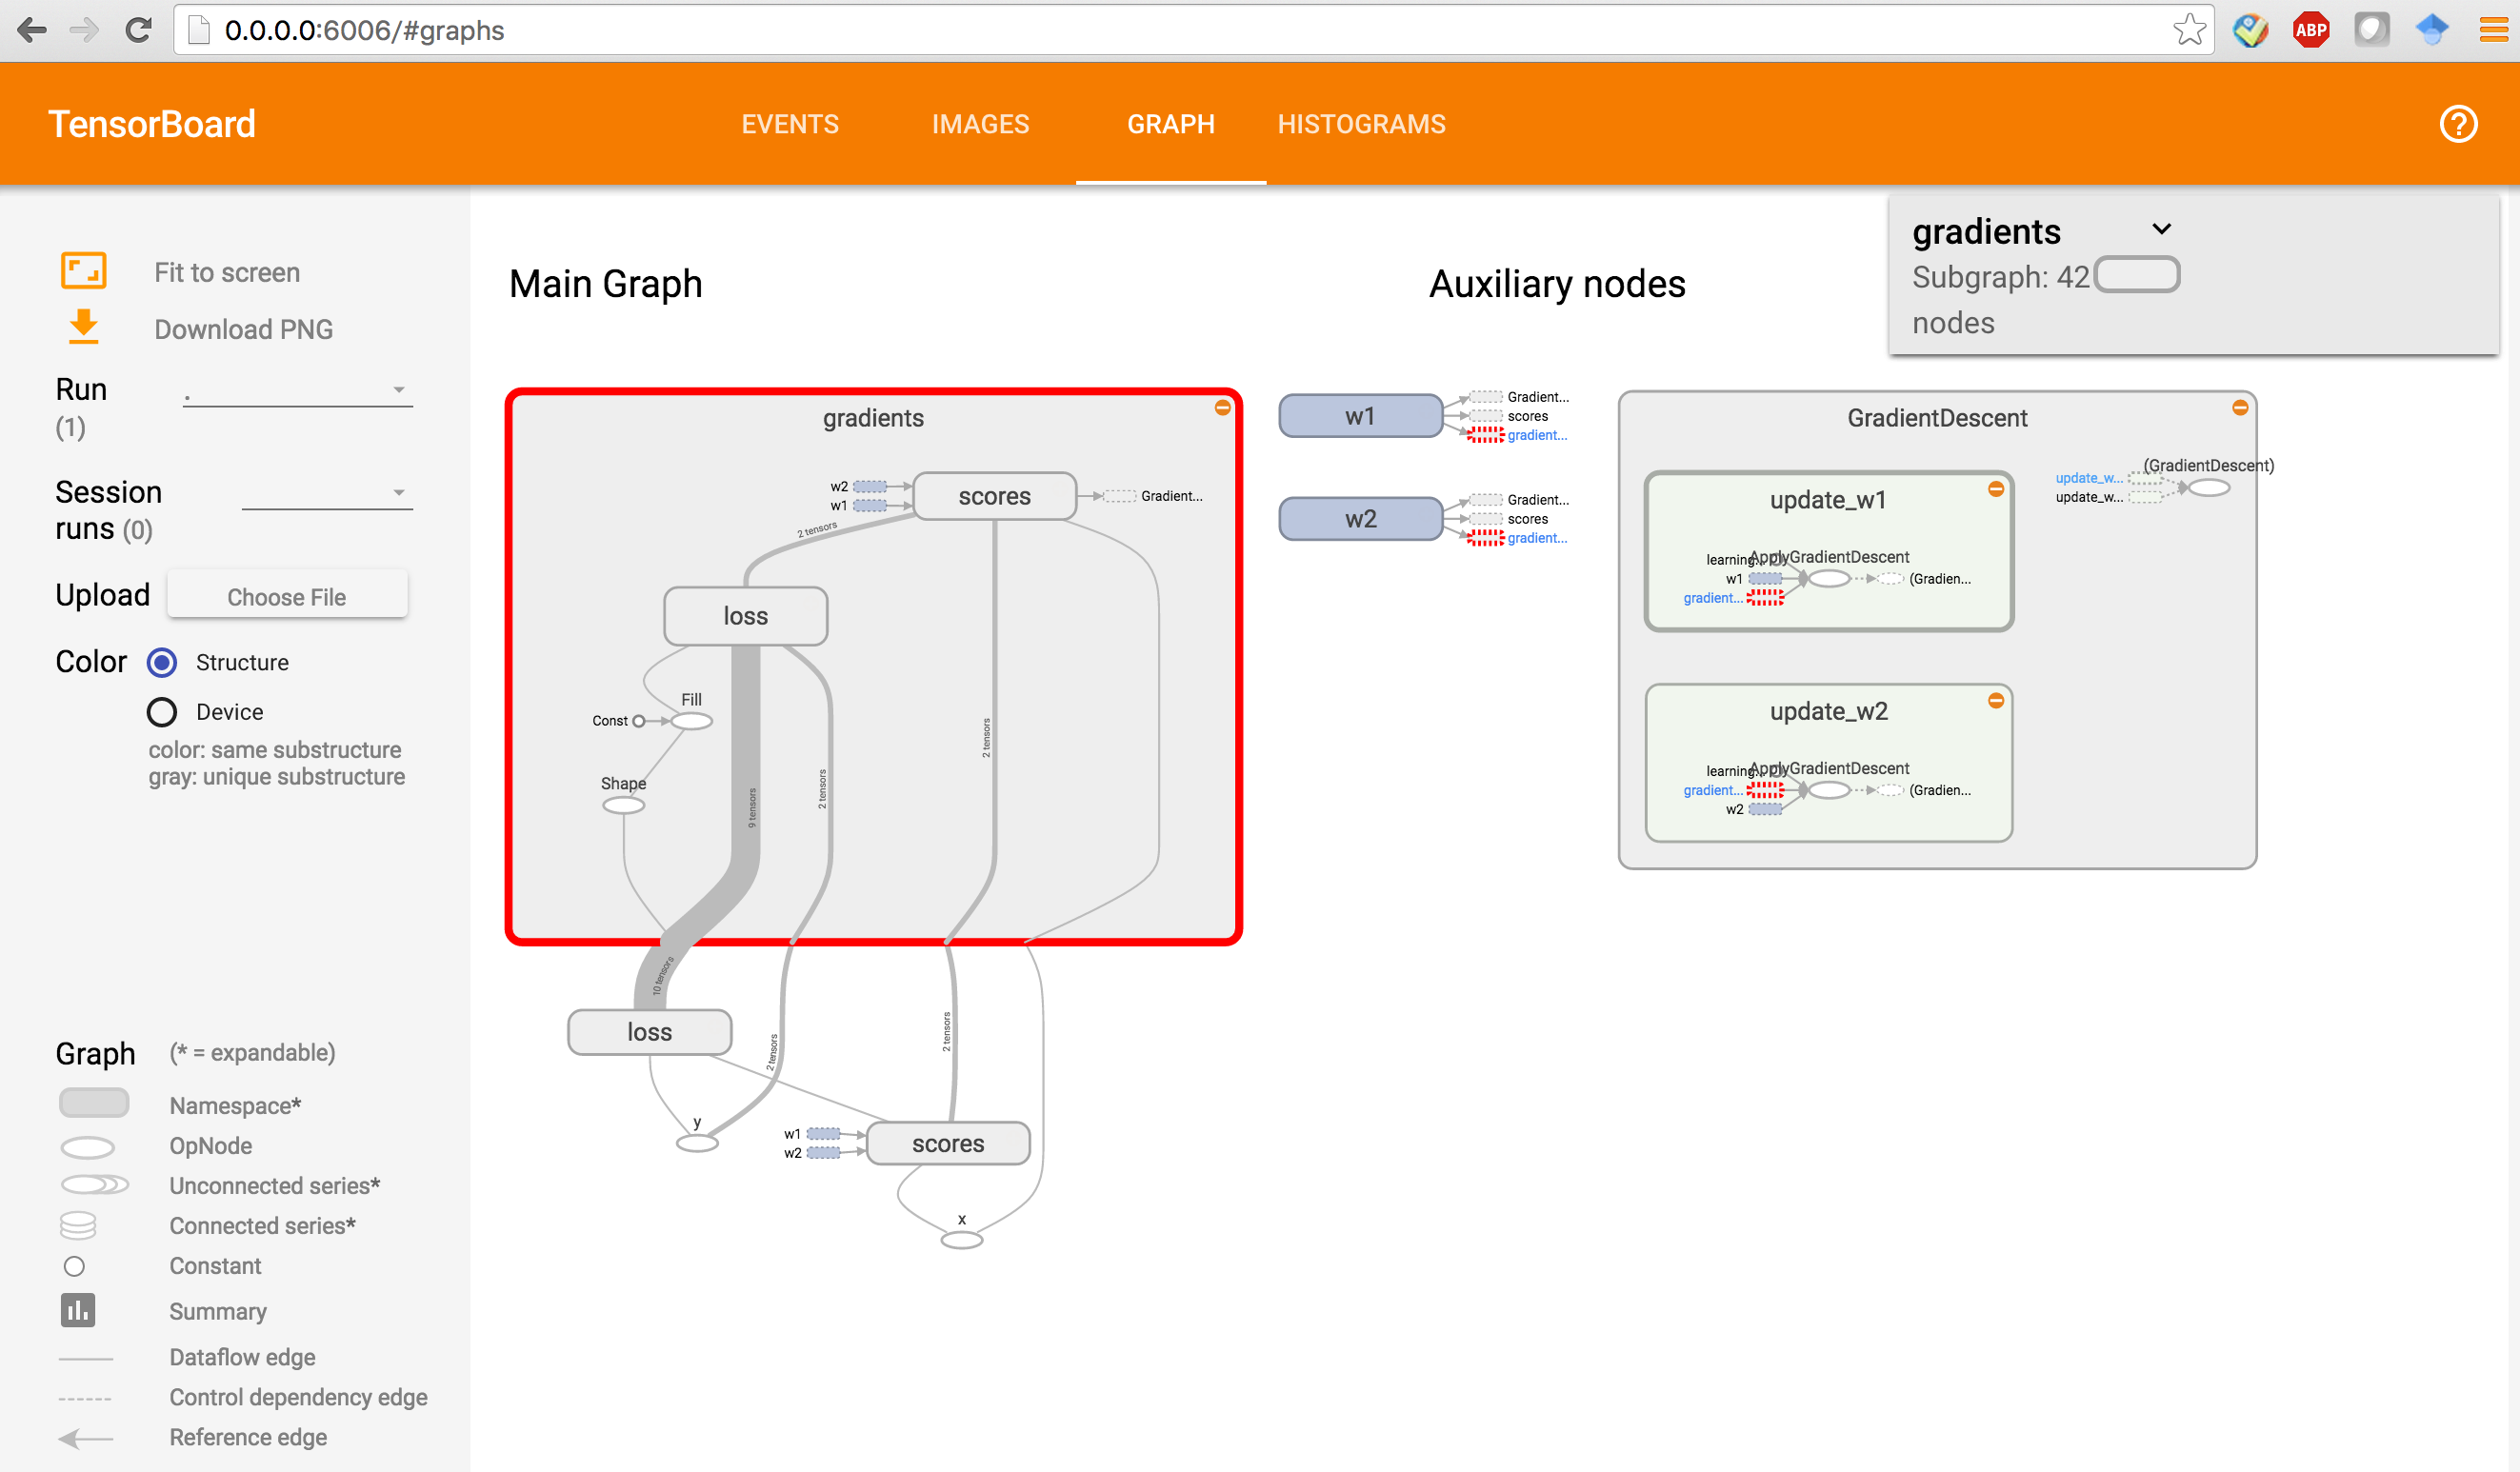 0.0.0.0:6006/#graphs
ABP
TensorBoard
EVENTS
IMAGES
GRAPH
HISTOGRAMS
?
Fit to screen
Download PNG
Run
(1)
.
Session
runs (0)
Upload
Choose File
Color
Structure
Device
color: same substructure
gray: unique substructure
Graph
(* = expandable)
Namespace*
OpNode
Unconnected series*
Connected series*
Constant
Summary
Dataflow edge
Control dependency edge
Reference edge
Main Graph
gradients
w2
w1
scores
Gradient...
2 tensors
loss
Fill
Const
Shape
9 tensors
2 tensors
2 tensors
10 tensors
loss
2 tensors
2 tensors
y
w1
w2
scores
x
Auxiliary nodes
w1
Gradient...
scores
gradient...
w2
Gradient...
scores
gradient...
GradientDescent
update_w1
learning...
ApplyGradientDescent
w1
(Gradien...
gradient...
update_w2
learning...
ApplyGradientDescent
gradient...
(Gradien...
w2
(GradientDescent)
update_w...
update_w...
gradients
Subgraph: 42
nodes